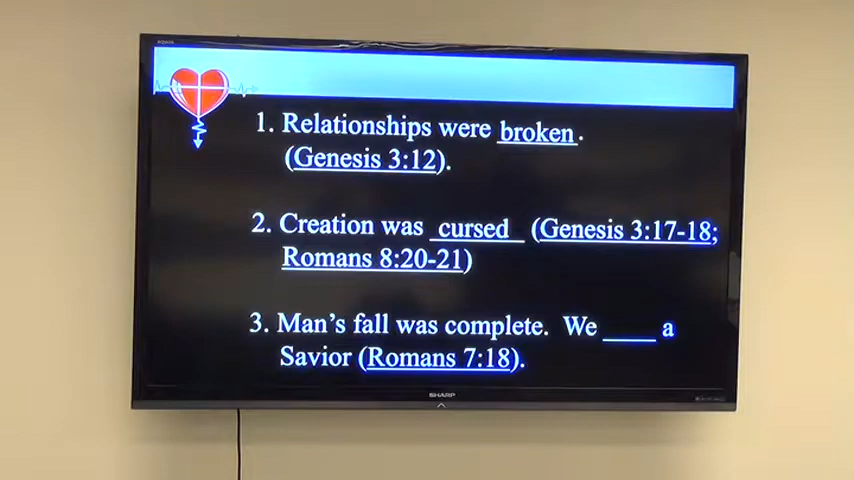 1. Relationships were broken.
(Genesis 3:12).
2. Creation was cursed (Genesis 3:17-18;
Romans 8:20-21)
3. Man's fall was complete. We ____ a
Savior (Romans 7:18).
SHARP